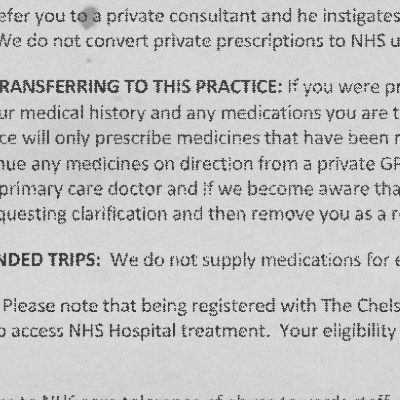 efer you to a private consultant and he instigates
We do not convert private prescriptions to NHS u
RANSFERRING TO THIS PRACTICE: If you were pr
ur medical history and any medications you are t
ce will only prescribe medicines that have been r
nue any medicines on direction from a private GP
primary care doctor and if we become aware tha
questing clarification and then remove you as a r
NDED TRIPS: We do not supply medications for e
Please note that being registered with The Chels
o access NHS Hospital treatment. Your eligibility